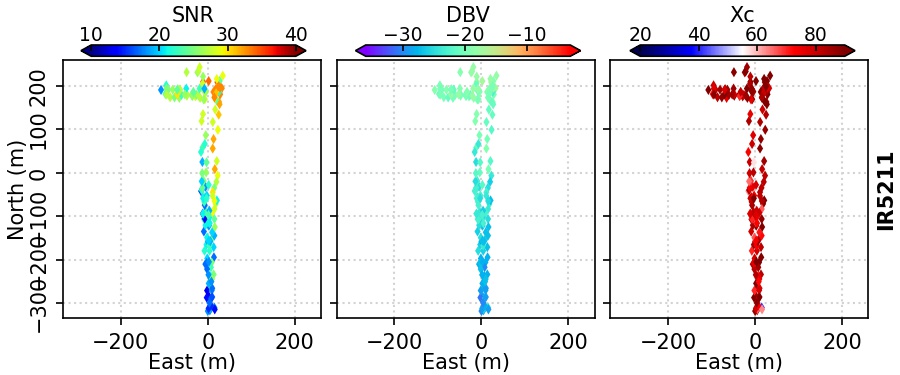 SNR DBV Xc
10 20 30 40 −30 −20 −10 20 40 60 80
North (m)
200
100
0
−100
−200
−300
IR5211
−200 0 200 −200 0 200 −200 0 200
East (m) East (m) East (m)